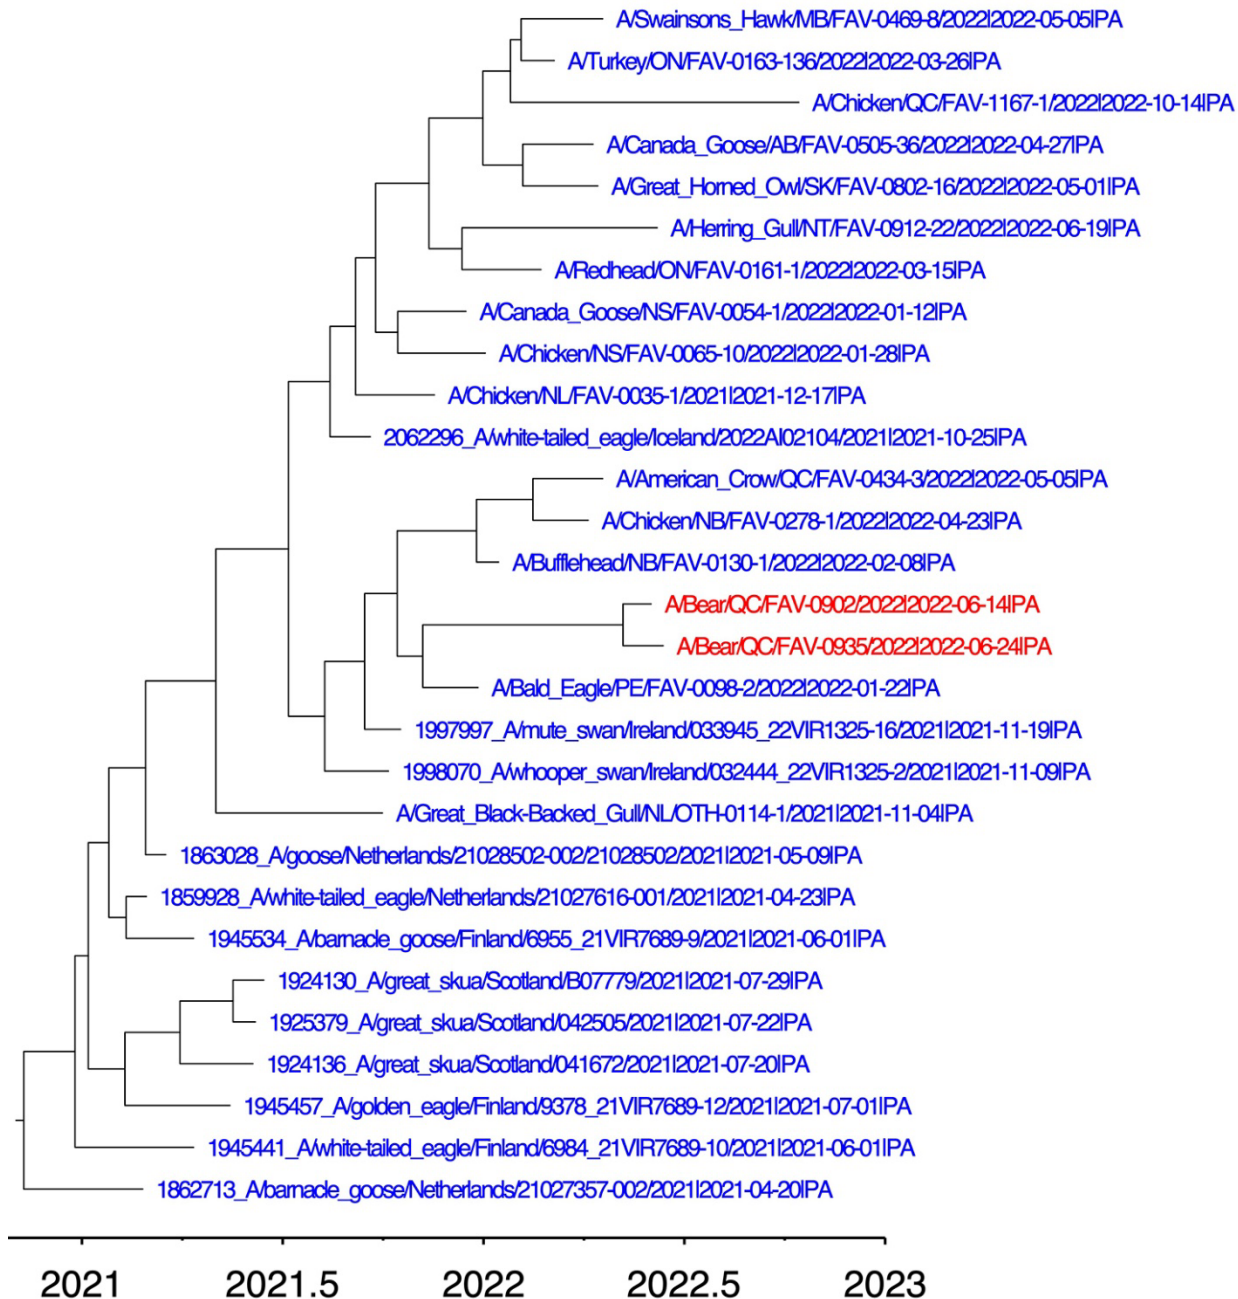 A/Swainsons_Hawk/MB/FAV-0469-8/2022|2022-05-05|PA
A/Turkey/ON/FAV-0163-136/2022|2022-03-26|PA
A/Chicken/QC/FAV-1167-1/2022|2022-10-14|PA
A/Canada_Goose/AB/FAV-0505-36/2022|2022-04-27|PA
A/Great_Horned_Owl/SK/FAV-0802-16/2022|2022-05-01|PA
A/Herring_Gull/NT/FAV-0912-22/2022|2022-06-19|PA
A/Redhead/ON/FAV-0161-1/2022|2022-03-15|PA
A/Canada_Goose/NS/FAV-0054-1/2022|2022-01-12|PA
A/Chicken/NS/FAV-0065-10/2022|2022-01-28|PA
A/Chicken/NL/FAV-0035-1/2021|2021-12-17|PA
2062296_A/white-tailed_eagle/Iceland/2022AI02104/2021|2021-10-25|PA
A/American_Crow/QC/FAV-0434-3/2022|2022-05-05|PA
A/Chicken/NB/FAV-0278-1/2022|2022-04-23|PA
A/Bufflehead/NB/FAV-0130-1/2022|2022-02-08|PA
A/Bear/QC/FAV-0902/2022|2022-06-14|PA
A/Bear/QC/FAV-0935/2022|2022-06-24|PA
A/Bald_Eagle/PE/FAV-0098-2/2022|2022-01-22|PA
1997997_A/mute_swan/Ireland/033945_22VIR1325-16/2021|2021-11-19|PA
1998070_A/whooper_swan/Ireland/032444_22VIR1325-2/2021|2021-11-09|PA
A/Great_Black-Backed_Gull/NL/OTH-0114-1/2021|2021-11-04|PA
1863028_A/goose/Netherlands/21028502-002/21028502/2021|2021-05-09|PA
1859928_A/white-tailed_eagle/Netherlands/21027616-001/2021|2021-04-23|PA
1945534_A/barnacle_goose/Finland/6955_21VIR7689-9/2021|2021-06-01|PA
1924130_A/great_skua/Scotland/B07779/2021|2021-07-29|PA
1925379_A/great_skua/Scotland/042505/2021|2021-07-22|PA
1924136_A/great_skua/Scotland/041672/2021|2021-07-20|PA
1945457_A/golden_eagle/Finland/9378_21VIR7689-12/2021|2021-07-01|PA
1945441_A/white-tailed_eagle/Finland/6984_21VIR7689-10/2021|2021-06-01|PA
1862713_A/barnacle_goose/Netherlands/21027357-002/2021|2021-04-20|PA
2021 2021.5 2022 2022.5 2023